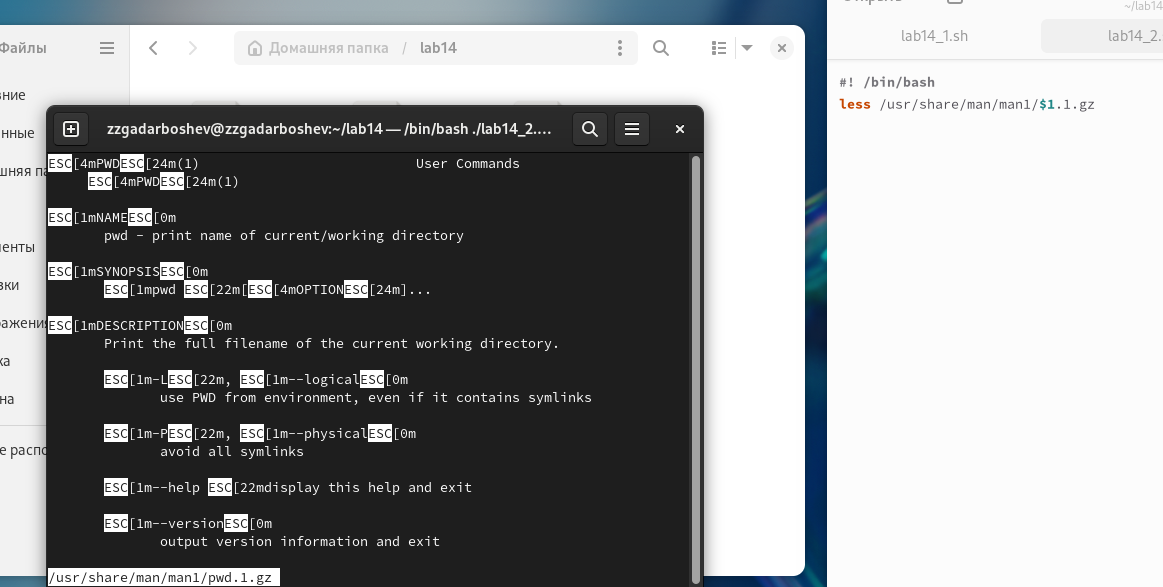 Файлы
Домашняя папка / lab14
вние
нные
шняя па
енты
зки
ражения
ка
на
е распо
zzgadarboshev@zzgadarboshev:~/lab14 — /bin/bash ./lab14_2....
ESC[4mPWDESC[24m(1) User Commands
ESC[4mPWDESC[24m(1)
ESC[1mNAMEESC[0m
pwd - print name of current/working directory
ESC[1mSYNOPSISESC[0m
ESC[1mpwd ESC[22m[ESC[4mOPTIONESC[24m]...
ESC[1mDESCRIPTIONESC[0m
Print the full filename of the current working directory.
ESC[1m-LESC[22m, ESC[1m--logicalESC[0m
use PWD from environment, even if it contains symlinks
ESC[1m-PESC[22m, ESC[1m--physicalESC[0m
avoid all symlinks
ESC[1m--help ESC[22mdisplay this help and exit
ESC[1m--versionESC[0m
output version information and exit
/usr/share/man/man1/pwd.1.gz
~/lab14
lab14_1.sh lab14_2.
#! /bin/bash
less /usr/share/man/man1/$1.1.gz